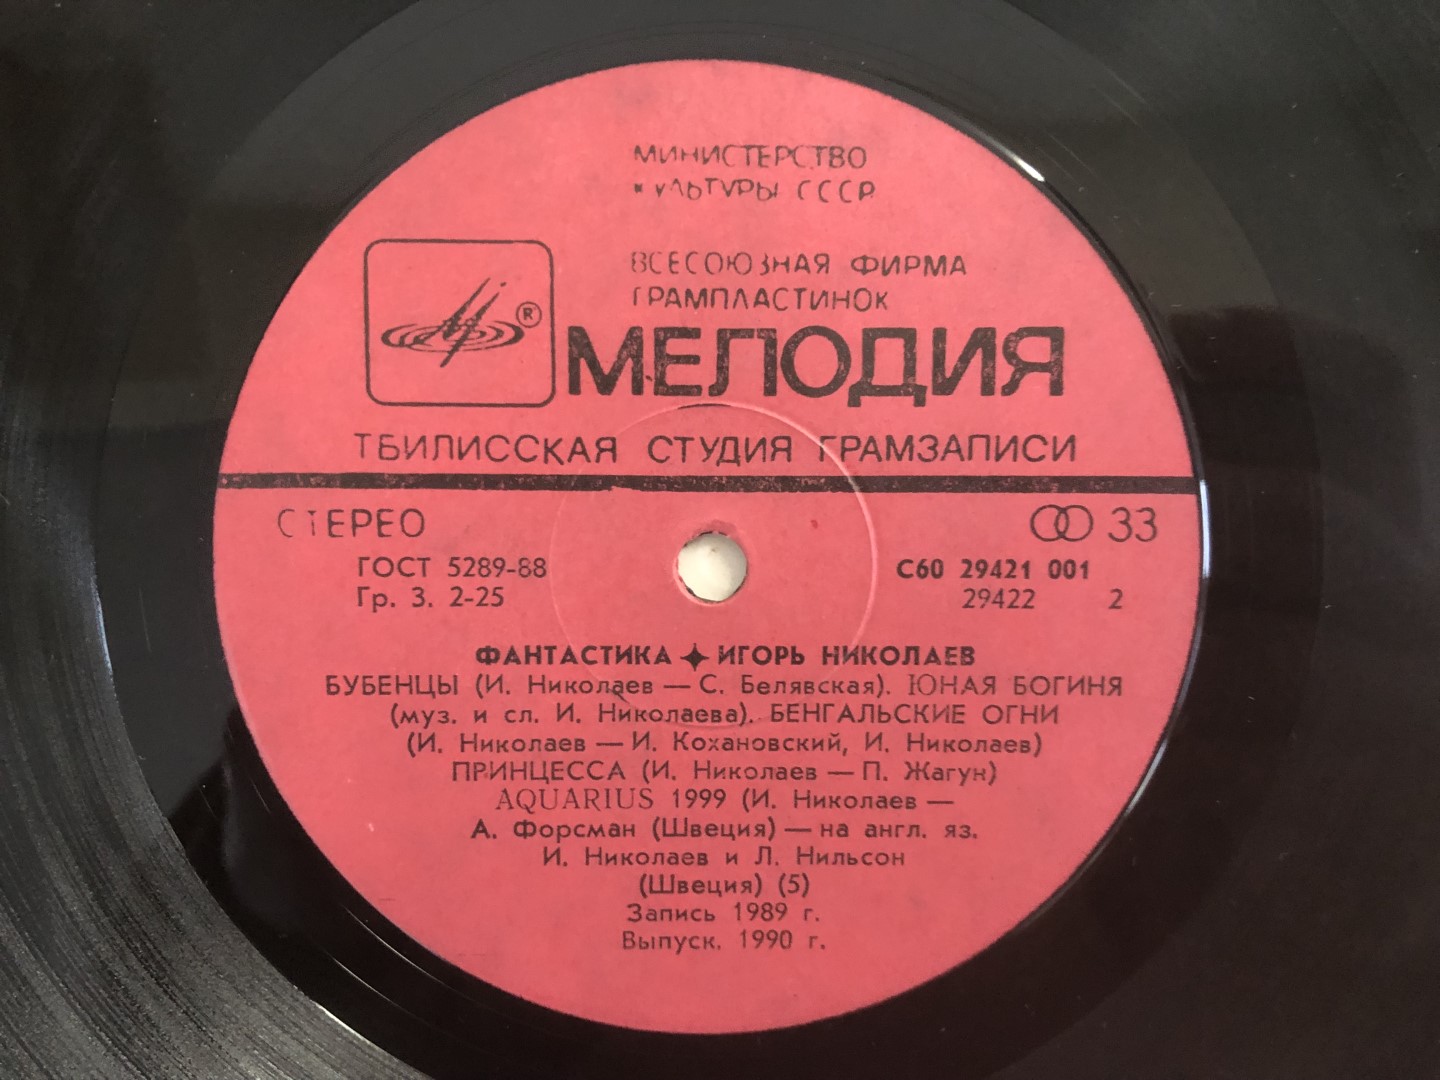 МИНИСТЕРСТВО
КУЛЬТУРЫ СССР
ВСЕСОЮЗНАЯ ФИРМА
ГРАМПЛАСТИНОК
®
МЕЛОДИЯ
ТБИЛИССКАЯ СТУДИЯ ГРАМЗАПИСИ
СТЕРЕО
33
ГОСТ 5289-88
Гр. 3. 2-25
С60 29421 001
29422 2
ФАНТАСТИКА ✦ ИГОРЬ НИКОЛАЕВ
БУБЕНЦЫ (И. Николаев — С. Белявская). ЮНАЯ БОГИНЯ
(муз. и сл. И. Николаева). БЕНГАЛЬСКИЕ ОГНИ
(И. Николаев — И. Кохановский, И. Николаев)
ПРИНЦЕССА (И. Николаев — П. Жагун)
AQUARIUS 1999 (И. Николаев —
А. Форсман (Швеция) — на англ. яз.
И. Николаев и Л. Нильсон
(Швеция) (5)
Запись 1989 г.
Выпуск. 1990 г.